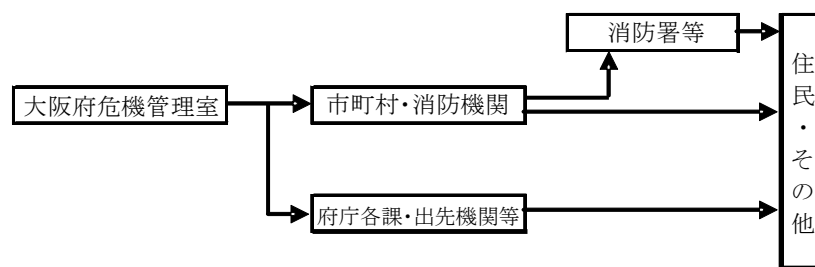 消防署等
大阪府危機管理室
市町村・消防機関
府庁各課・出先機関等
住民・その他